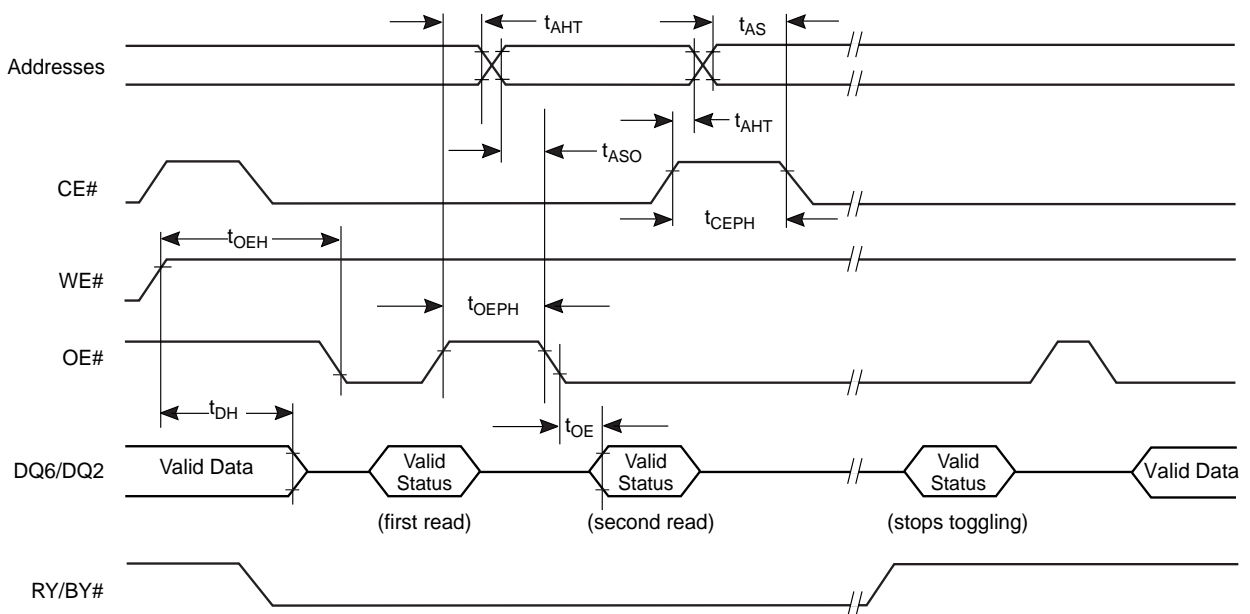 tAHT
tAS
Addresses
tAHT
tASO
CE#
tCEPH
tOEH
WE#
tOEPH
OE#
tDH
tOE
DQ6/DQ2
Valid Data
Valid
Status
Valid
Status
Valid
Status
Valid Data
(first read)
(second read)
(stops toggling)
RY/BY#